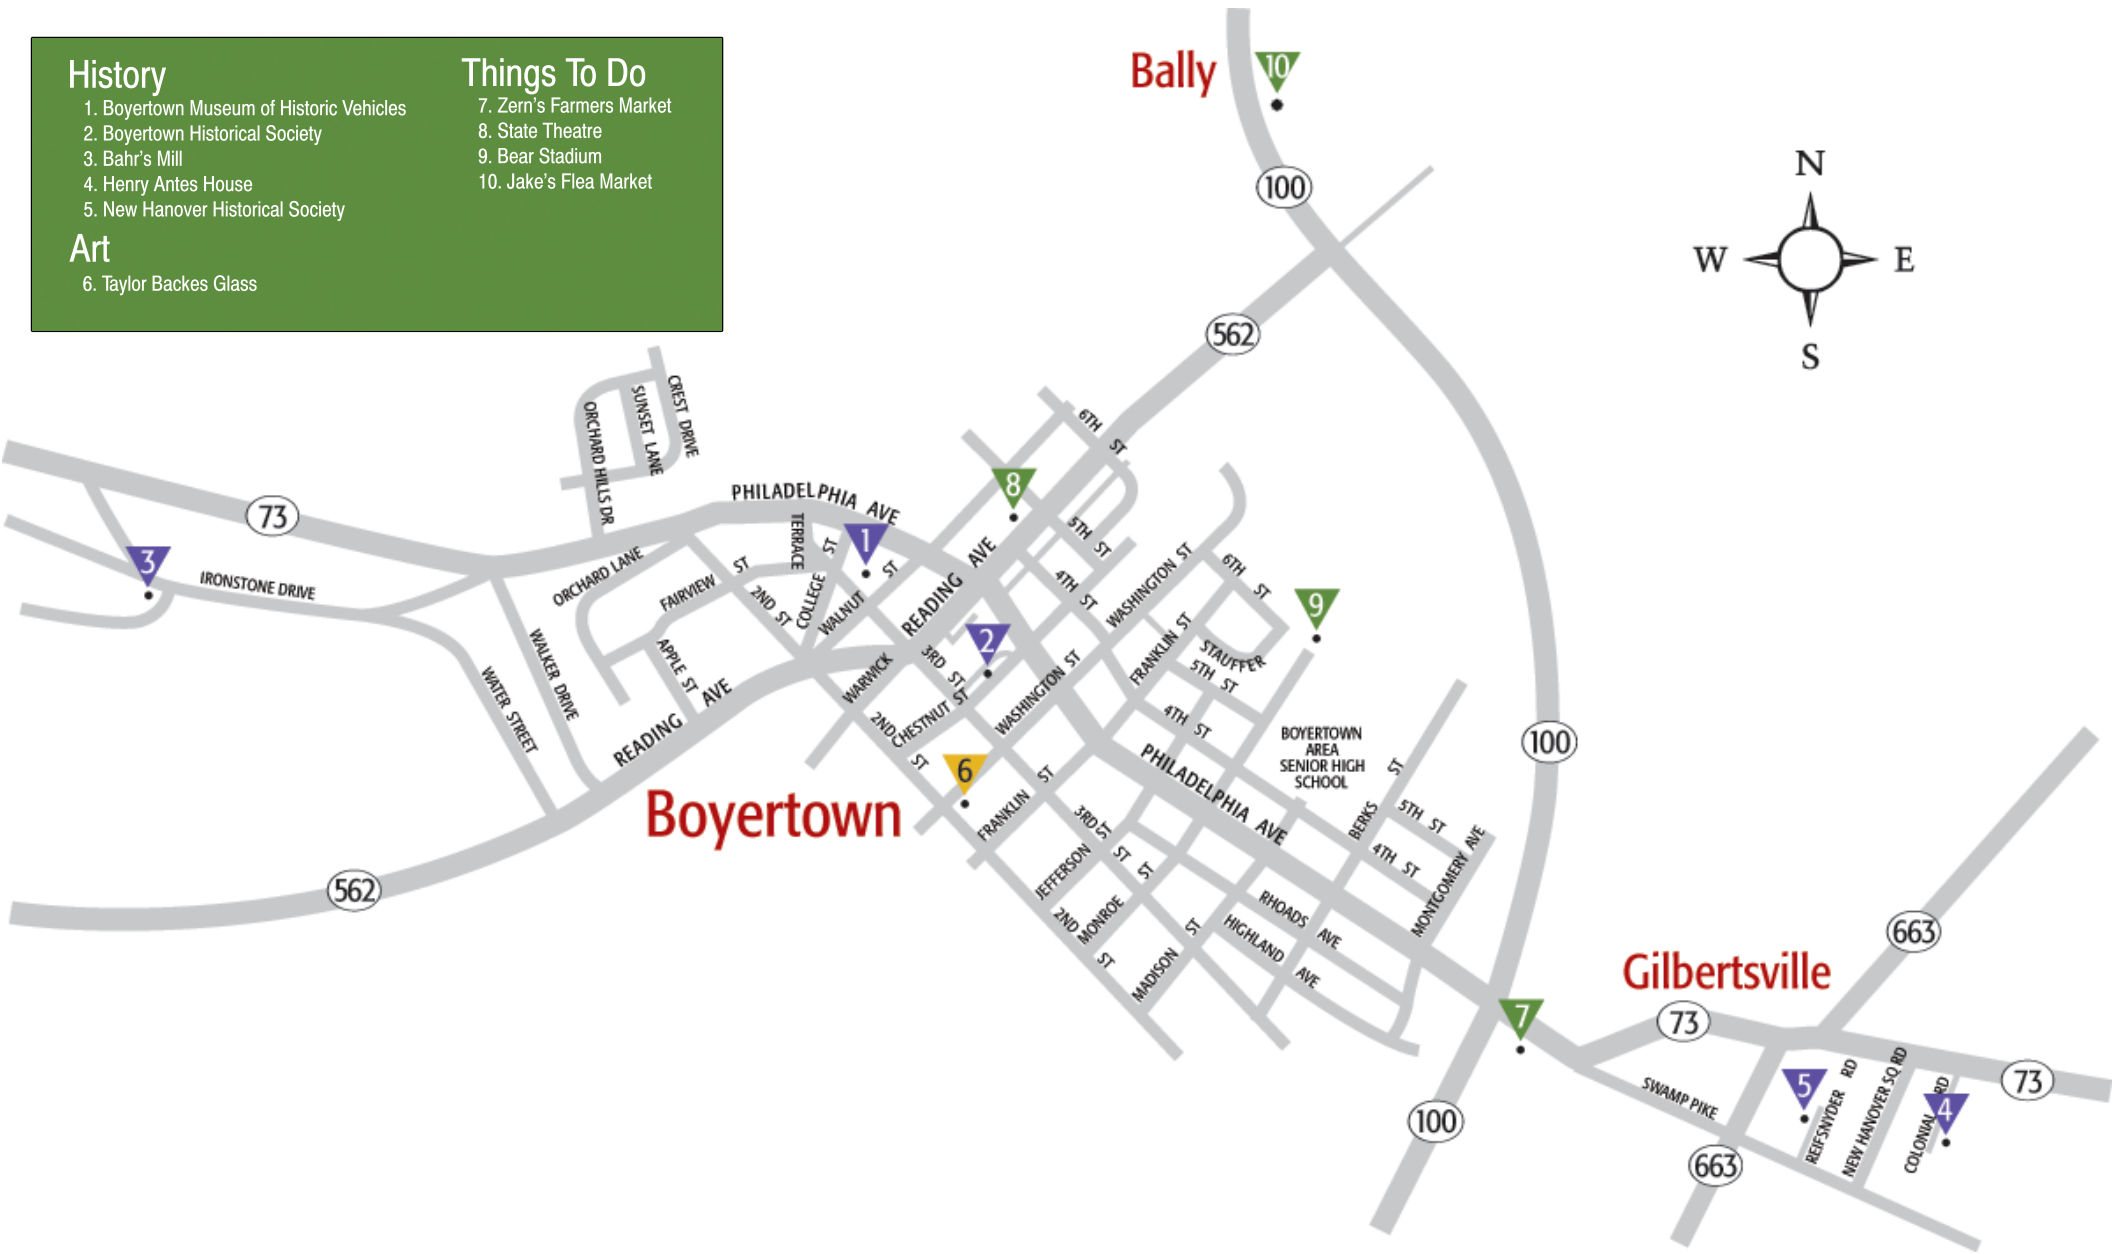 History
1. Boyertown Museum of Historic Vehicles
2. Boyertown Historical Society
3. Bahr's Mill
4. Henry Antes House
5. New Hanover Historical Society
Art
6. Taylor Backes Glass
Things To Do
7. Zern's Farmers Market
8. State Theatre
9. Bear Stadium
10. Jake's Flea Market
Bally
10
100
N
W
E
S
562
CREST DRIVE
SUNSET LANE
ORCHARD HILLS DR
6TH ST
73
PHILADELPHIA AVE
8
TERRACE
ST
1
5TH ST
3
IRONSTONE DRIVE
ORCHARD LANE
FAIRVIEW ST
2ND ST
COLLEGE
WALNUT ST
READING AVE
4TH ST
WASHINGTON ST
6TH ST
9
2
FRANKLIN ST
STAUFFER
WALKER DRIVE
APPLE ST
WARWICK
3RD ST
5TH ST
WATER STREET
READING AVE
2ND ST
CHESTNUT ST
WASHINGTON ST
4TH ST
BOYERTOWN
AREA
SENIOR HIGH
SCHOOL
100
6
PHILADELPHIA AVE
Boyertown
FRANKLIN ST
3RD ST
ST
BERKS ST
5TH ST
4TH ST
MONTGOMERY AVE
562
JEFFERSON
MONROE ST
2ND ST
MADISON ST
RHOADS AVE
HIGHLAND AVE
663
Gilbertsville
7
73
73
SWAMP PIKE
5
REIFSNYDER RD
NEW HANOVER SQ RD
COLONIAL RD
4
100
663